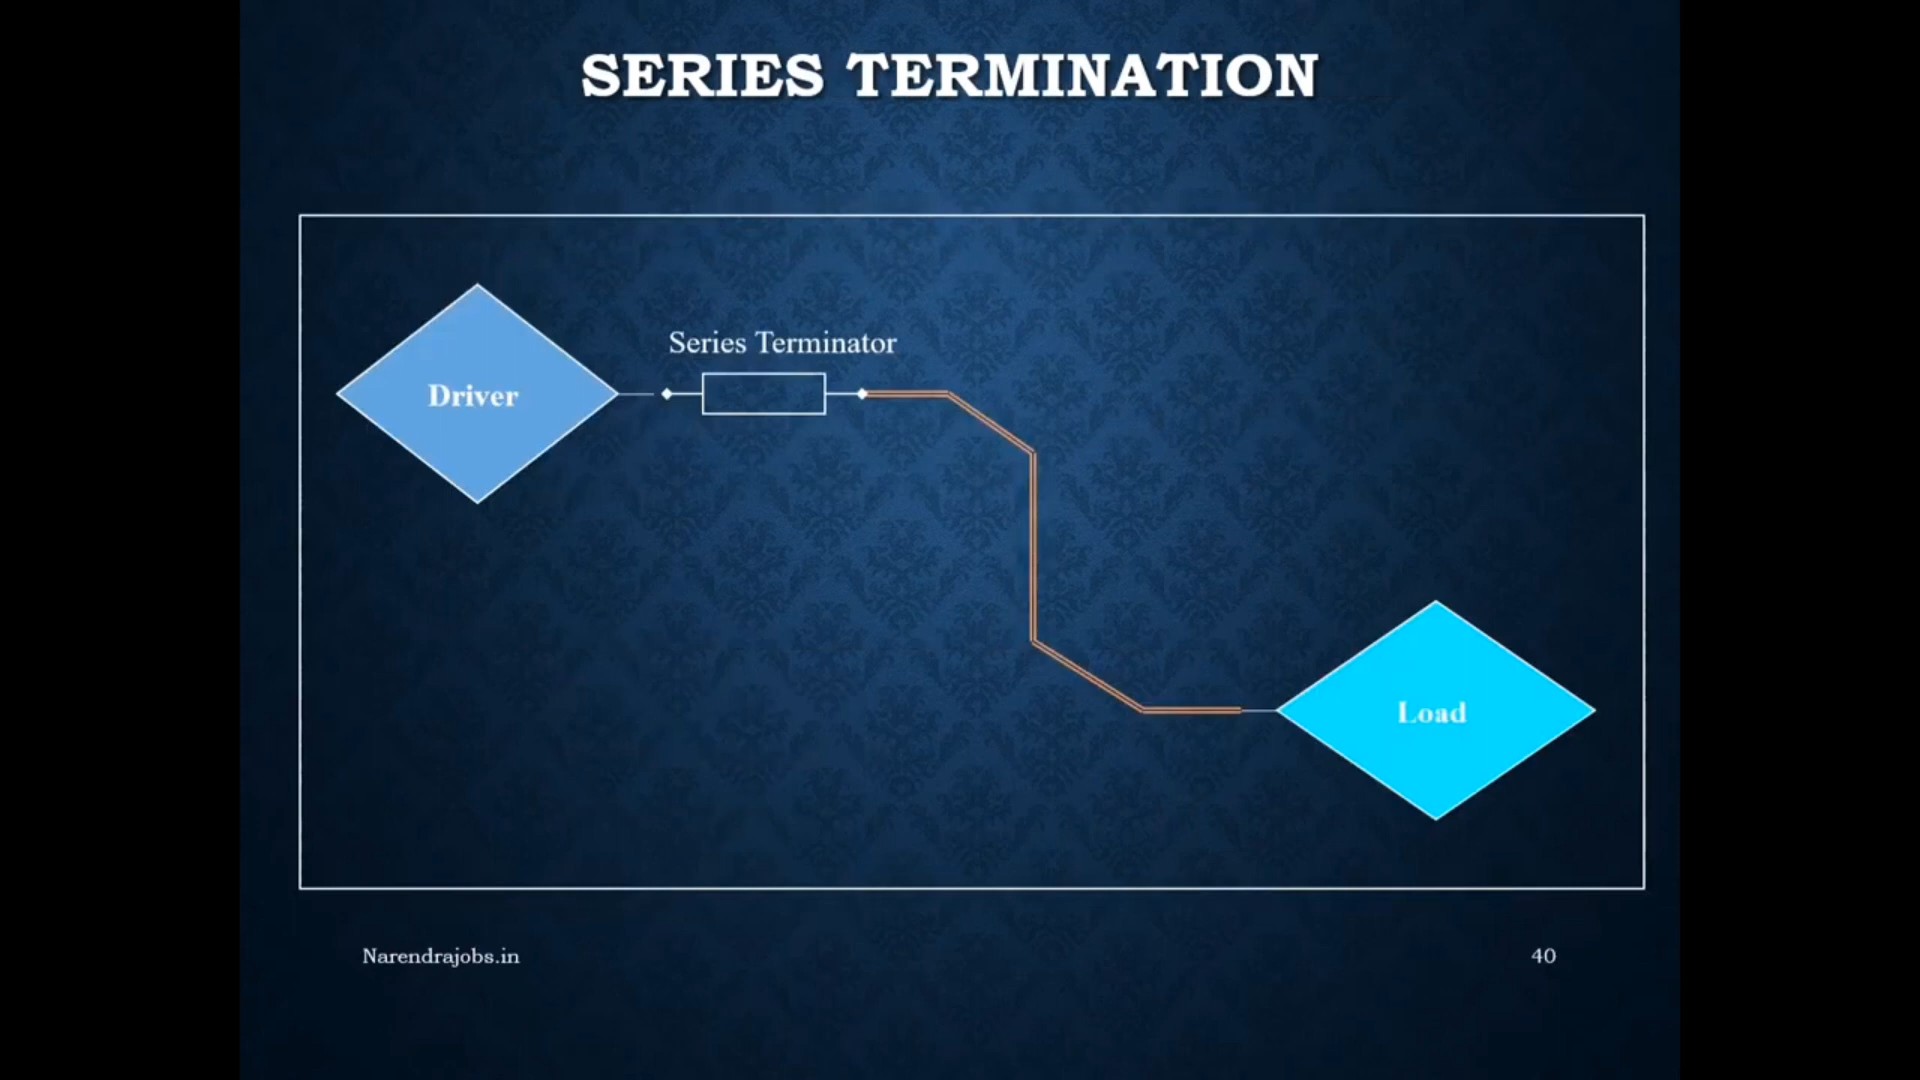 SERIES TERMINATION
Series Terminator
Driver
Load
Narendrajobs.in
40